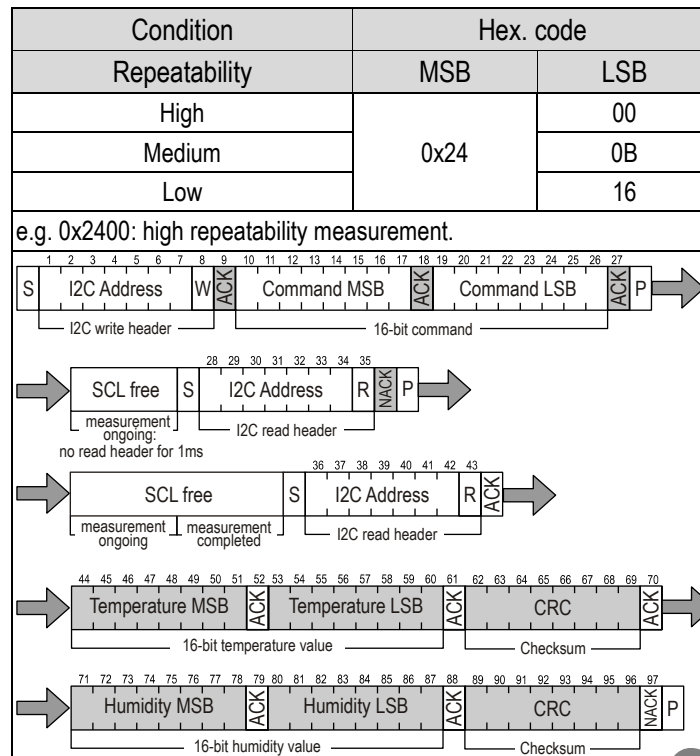 Condition Hex. code
Repeatability MSB LSB
High 00
Medium 0x24 0B
Low 16
e.g. 0x2400: high repeatability measurement.
1 2 3 4 5 6 7 8 9 10 11 12 13 14 15 16 17 18 19 20 21 22 23 24 25 26 27
S I2C Address W ACK Command MSB ACK Command LSB ACK P
I2C write header 16-bit command
28 29 30 31 32 33 34 35
SCL free S I2C Address R NACK P
measurement
ongoing:
no read header for 1ms
I2C read header
36 37 38 39 40 41 42 43
SCL free S I2C Address R ACK
measurement
ongoing
measurement
completed
I2C read header
44 45 46 47 48 49 50 51 52 53 54 55 56 57 58 59 60 61 62 63 64 65 66 67 68 69 70
Temperature MSB ACK Temperature LSB ACK CRC ACK
16-bit temperature value Checksum
71 72 73 74 75 76 77 78 79 80 81 82 83 84 85 86 87 88 89 90 91 92 93 94 95 96 97
Humidity MSB ACK Humidity LSB ACK CRC NACK P
16-bit humidity value Checksum